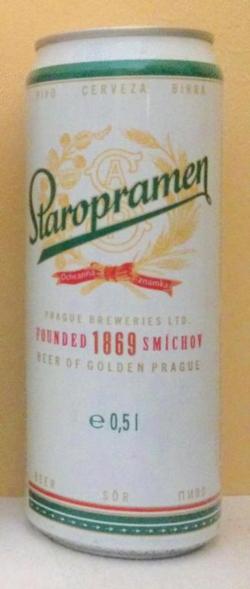 PIVO CERVEZA BIRRA
Staropramen
Ochranná známka
PRAGUE BREWERIES LTD.
FOUNDED 1869 SMÍCHOV
BEER OF GOLDEN PRAGUE
℮ 0,5 l
BEER SÖR ПИВО